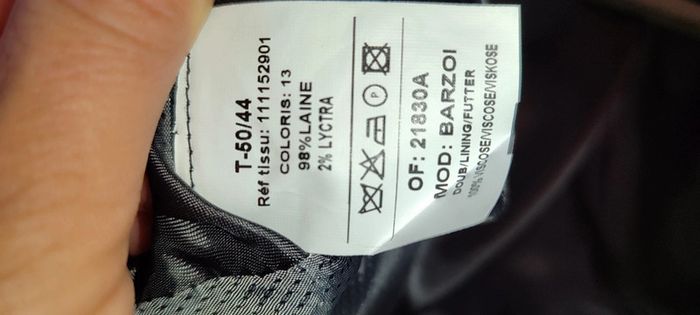 T-50/44
Réf tissu: 111152901
COLORIS: 13
98%LAINE
2% LYCTRA
P
OF: 21830A
MOD: BARZOI
DOUB/LINING/FUTTER
100% VISCOSE/VISCOSE/VISKOSE